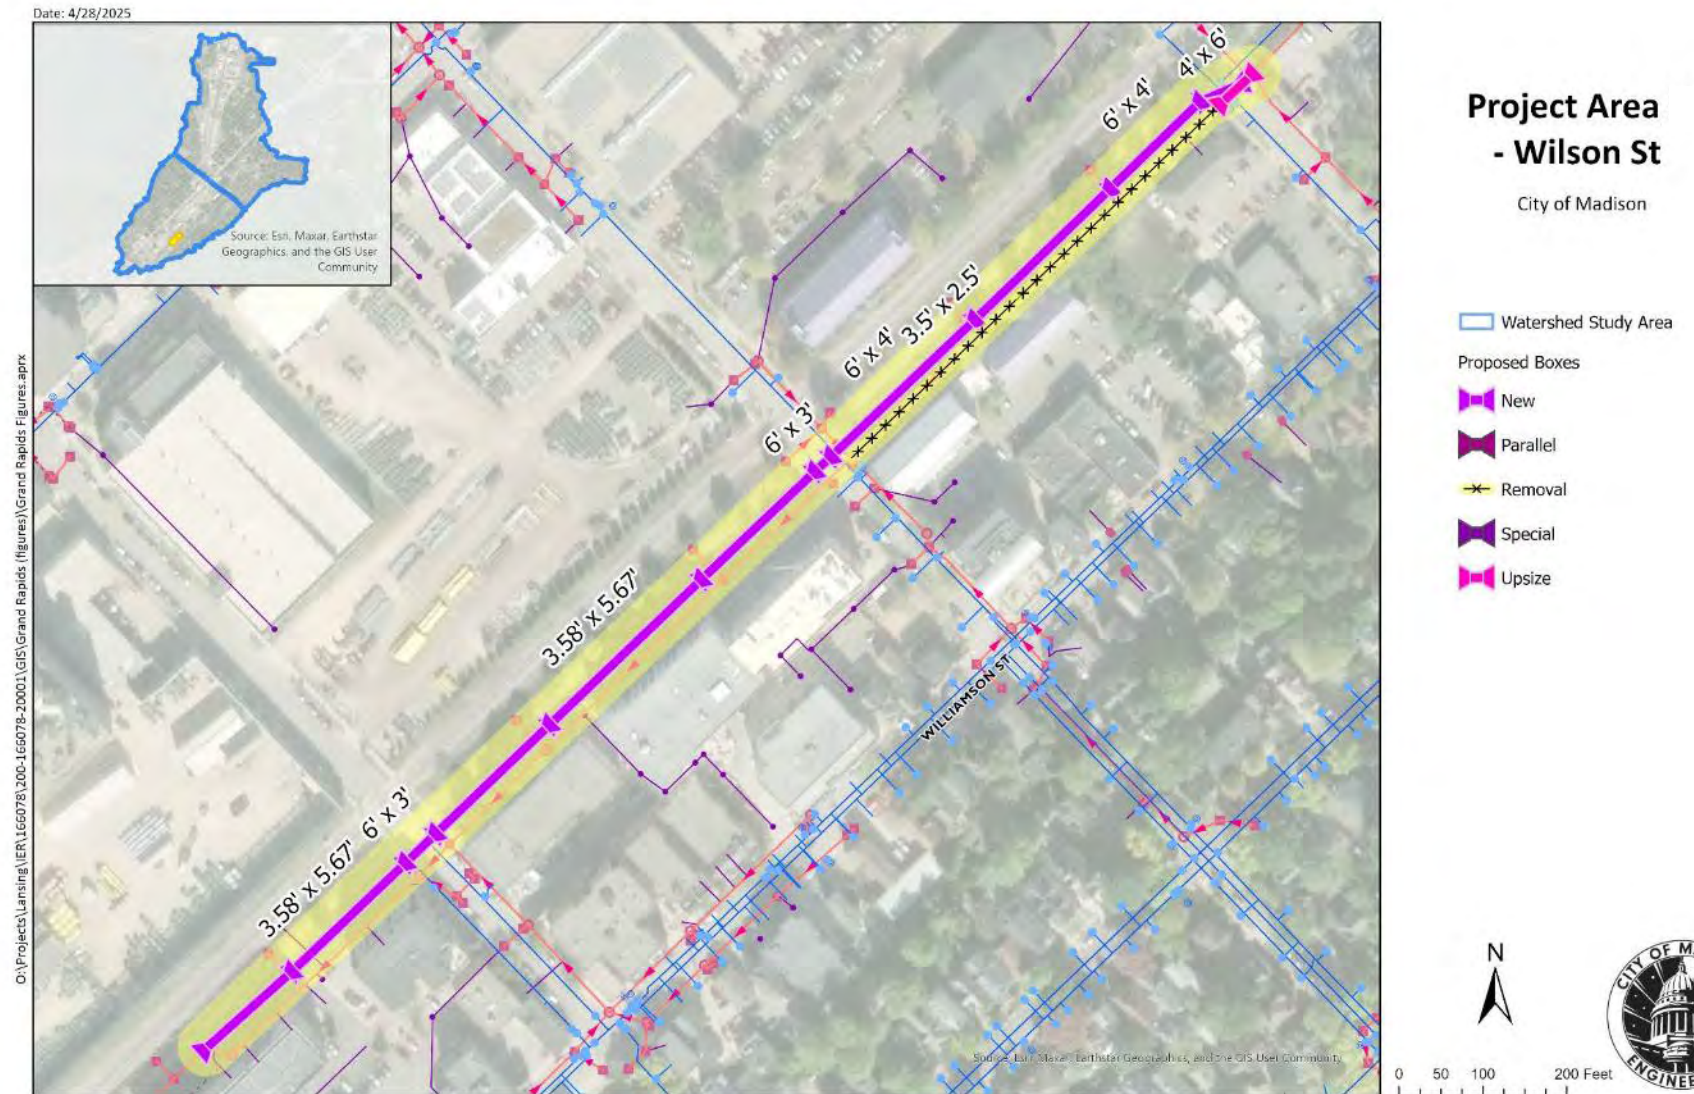 Date: 4/28/2025
Source: Esri, Maxar, Earthstar
Geographics, and the GIS User
Community
4' x 6'
6' x 4'
3.5' x 2.5'
6' x 4'
6' x 3'
3.58' x 5.67'
6' x 3'
3.58' x 5.67'
WILLIAMSON ST
Source: Esri, Maxar, Earthstar Geographics, and the GIS User Community
O:\Projects\Lansing\IER\166078\200-166078-20001\GIS\Grand Rapids (figures)\Grand Rapids Figures.aprx
Project Area
- Wilson St
City of Madison
Watershed Study Area
Proposed Boxes
New
Parallel
Removal
Special
Upsize
N
0 50 100 200 Feet
CITY OF M
ENGINEE